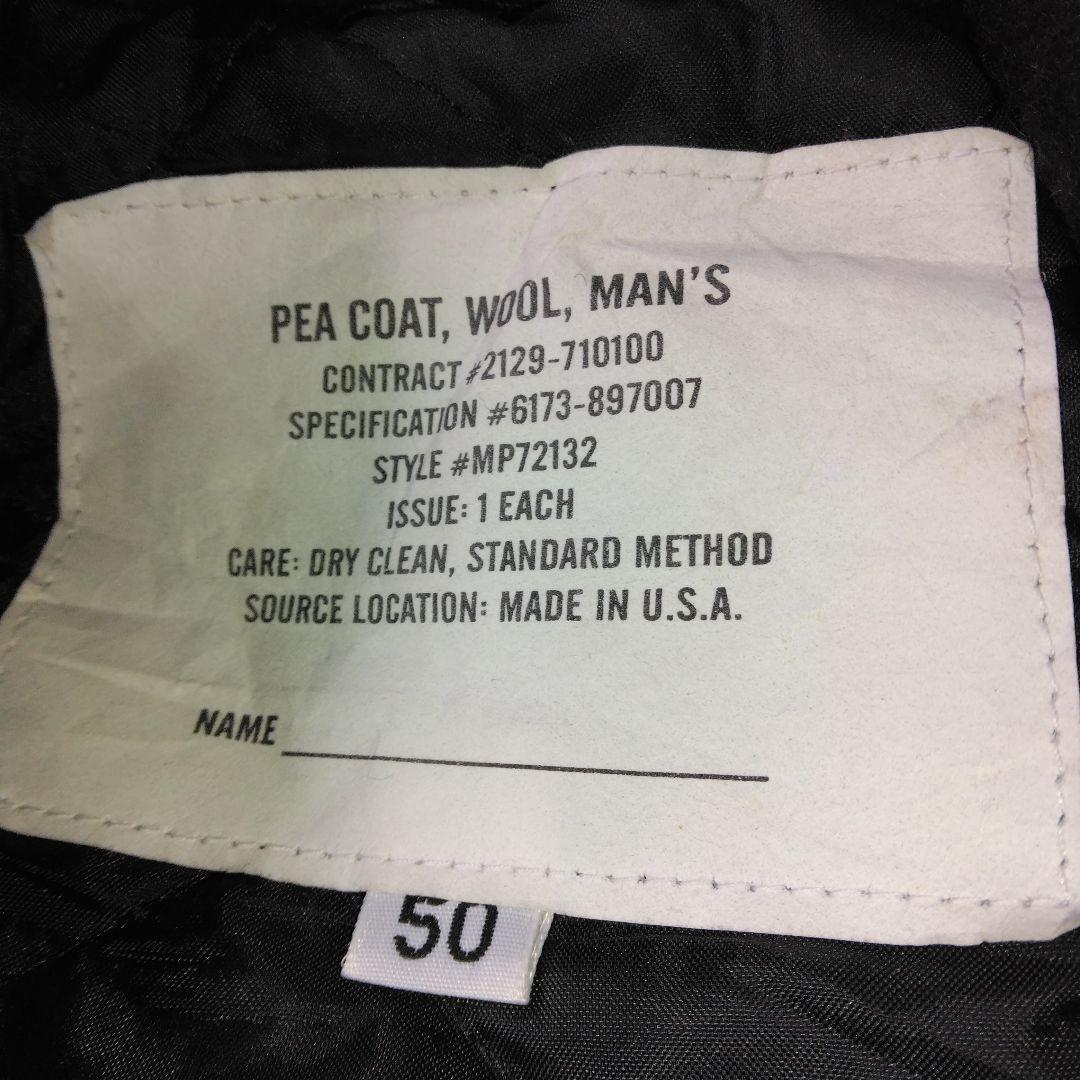 PEA COAT, WOOL, MAN'S
CONTRACT #2129-710100
SPECIFICATION #6173-897007
STYLE #MP72132
ISSUE: 1 EACH
CARE: DRY CLEAN, STANDARD METHOD
SOURCE LOCATION: MADE IN U.S.A.
NAME
50